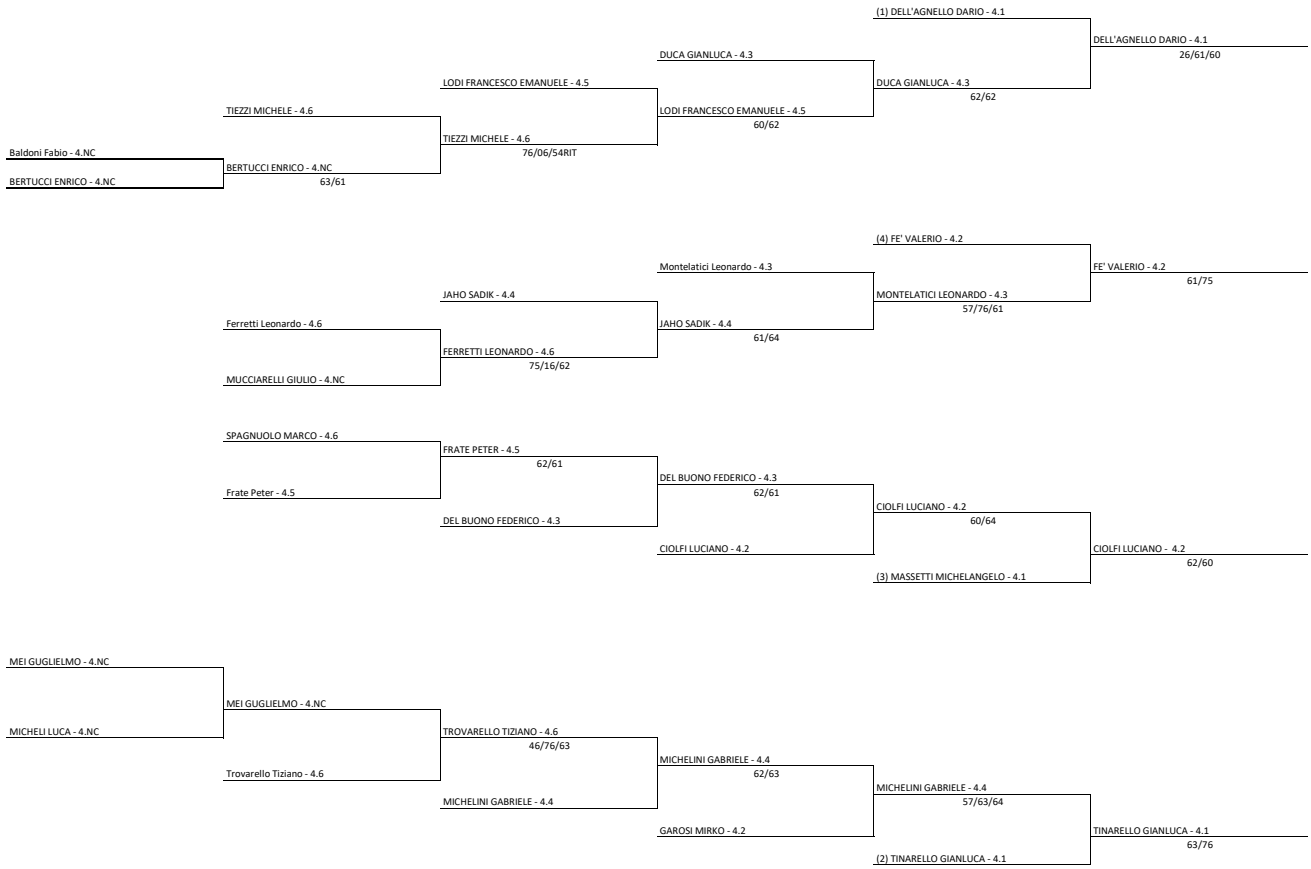 (1) DELL'AGNELLO DARIO - 4.1
DELL'AGNELLO DARIO - 4.1
DUCA GIANLUCA - 4.3
26/61/60
LODI FRANCESCO EMANUELE - 4.5
DUCA GIANLUCA - 4.3
62/62
TIEZZI MICHELE - 4.6
LODI FRANCESCO EMANUELE - 4.5
60/62
TIEZZI MICHELE - 4.6
Baldoni Fabio - 4.NC
76/06/54RIT
BERTUCCI ENRICO - 4.NC
BERTUCCI ENRICO - 4.NC
63/61
(4) FE' VALERIO - 4.2
Montelatici Leonardo - 4.3
FE' VALERIO - 4.2
61/75
JAHO SADIK - 4.4
MONTELATICI LEONARDO - 4.3
57/76/61
Ferretti Leonardo - 4.6
JAHO SADIK - 4.4
61/64
FERRETTI LEONARDO - 4.6
75/16/62
MUCCIARELLI GIULIO - 4.NC
SPAGNUOLO MARCO - 4.6
FRATE PETER - 4.5
62/61
DEL BUONO FEDERICO - 4.3
Frate Peter - 4.5
62/61
CIOLFI LUCIANO - 4.2
DEL BUONO FEDERICO - 4.3
60/64
CIOLFI LUCIANO - 4.2
CIOLFI LUCIANO - 4.2
62/60
(3) MASSETTI MICHELANGELO - 4.1
MEI GUGLIELMO - 4.NC
MEI GUGLIELMO - 4.NC
MICHELI LUCA - 4.NC
TROVARELLO TIZIANO - 4.6
46/76/63
MICHELINI GABRIELE - 4.4
Trovarello Tiziano - 4.6
62/63
MICHELINI GABRIELE - 4.4
MICHELINI GABRIELE - 4.4
57/63/64
GAROSI MIRKO - 4.2
TINARELLO GIANLUCA - 4.1
63/76
(2) TINARELLO GIANLUCA - 4.1